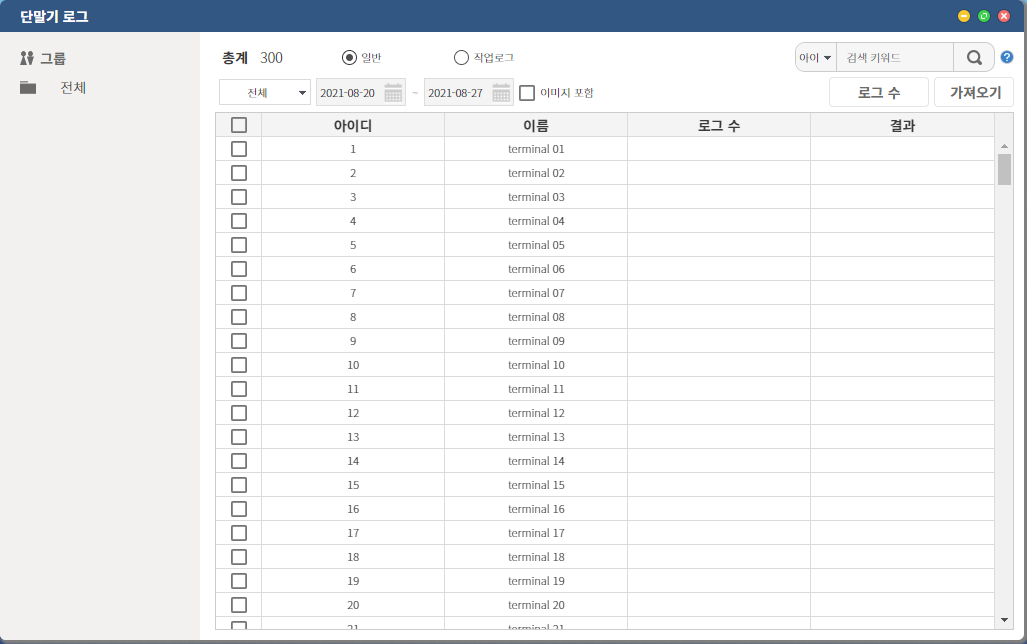 단말기 로그
그룹
전체
총계 300 일반 작업로그 아이 검색 키워드
전체 2021-08-20 ~ 2021-08-27 이미지 포함 로그 수 가져오기
아이디 이름 로그 수 결과
1 terminal 01
2 terminal 02
3 terminal 03
4 terminal 04
5 terminal 05
6 terminal 06
7 terminal 07
8 terminal 08
9 terminal 09
10 terminal 10
11 terminal 11
12 terminal 12
13 terminal 13
14 terminal 14
15 terminal 15
16 terminal 16
17 terminal 17
18 terminal 18
19 terminal 19
20 terminal 20
21 terminal 21